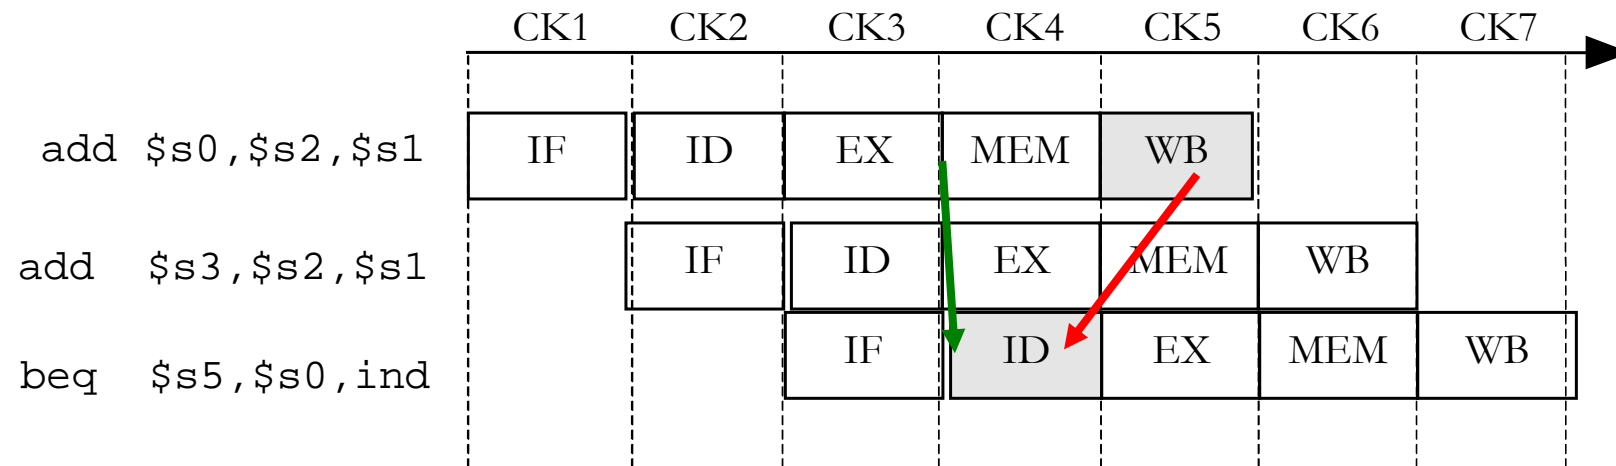 CK1 CK2 CK3 CK4 CK5 CK6 CK7
add $s0,$s2,$s1 IF ID EX MEM WB
add $s3,$s2,$s1 IF ID EX MEM WB
beq $s5,$s0,ind IF ID EX MEM WB